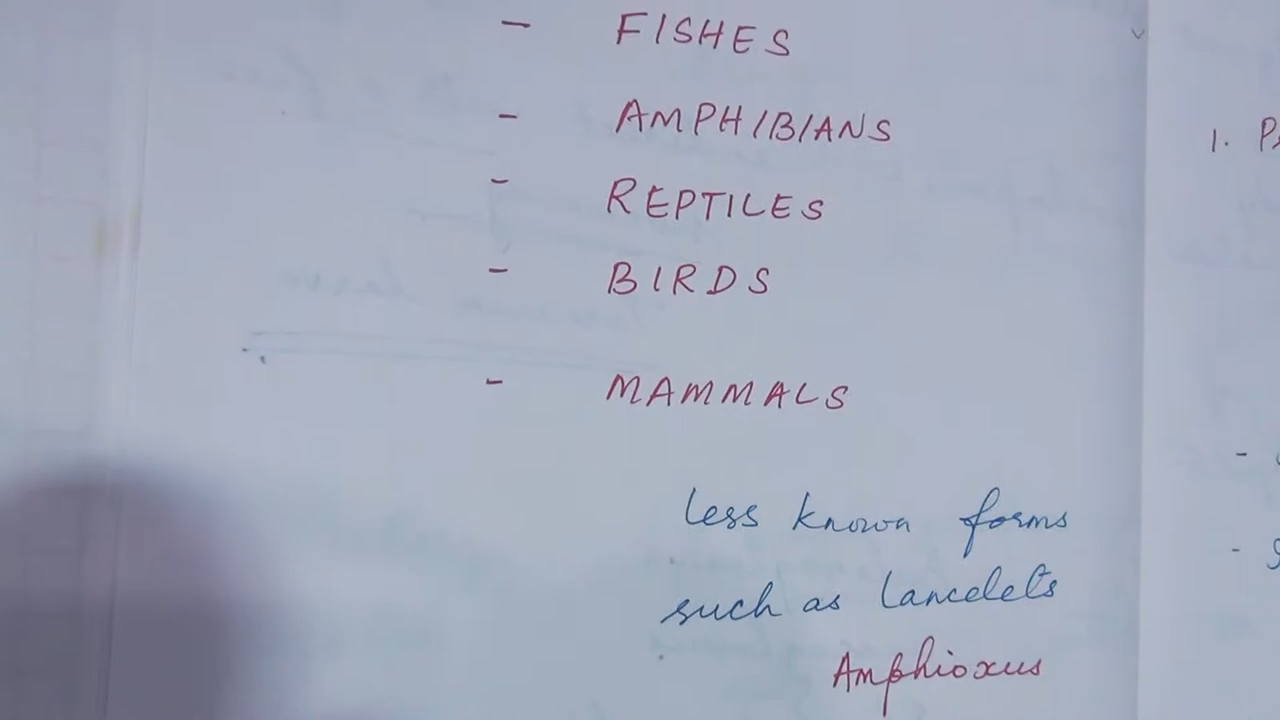 - FISHES
- AMPHIBIANS
- REPTILES
- BIRDS
- MAMMALS
less known forms
such as lancelets
Amphioxus
1.